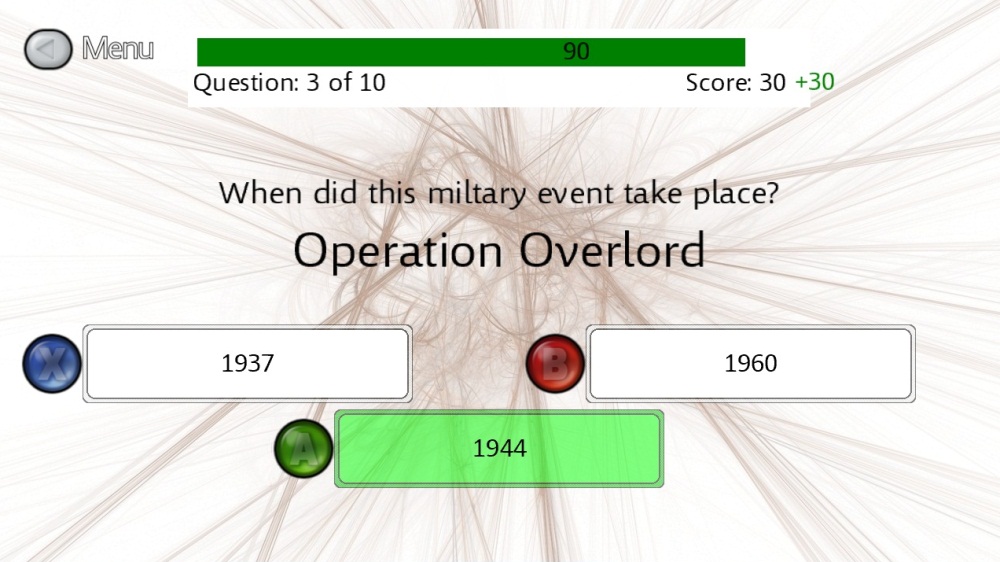 Menu
90
Question: 3 of 10
Score: 30 +30
When did this miltary event take place?
Operation Overlord
X
1937
B
1960
A
1944